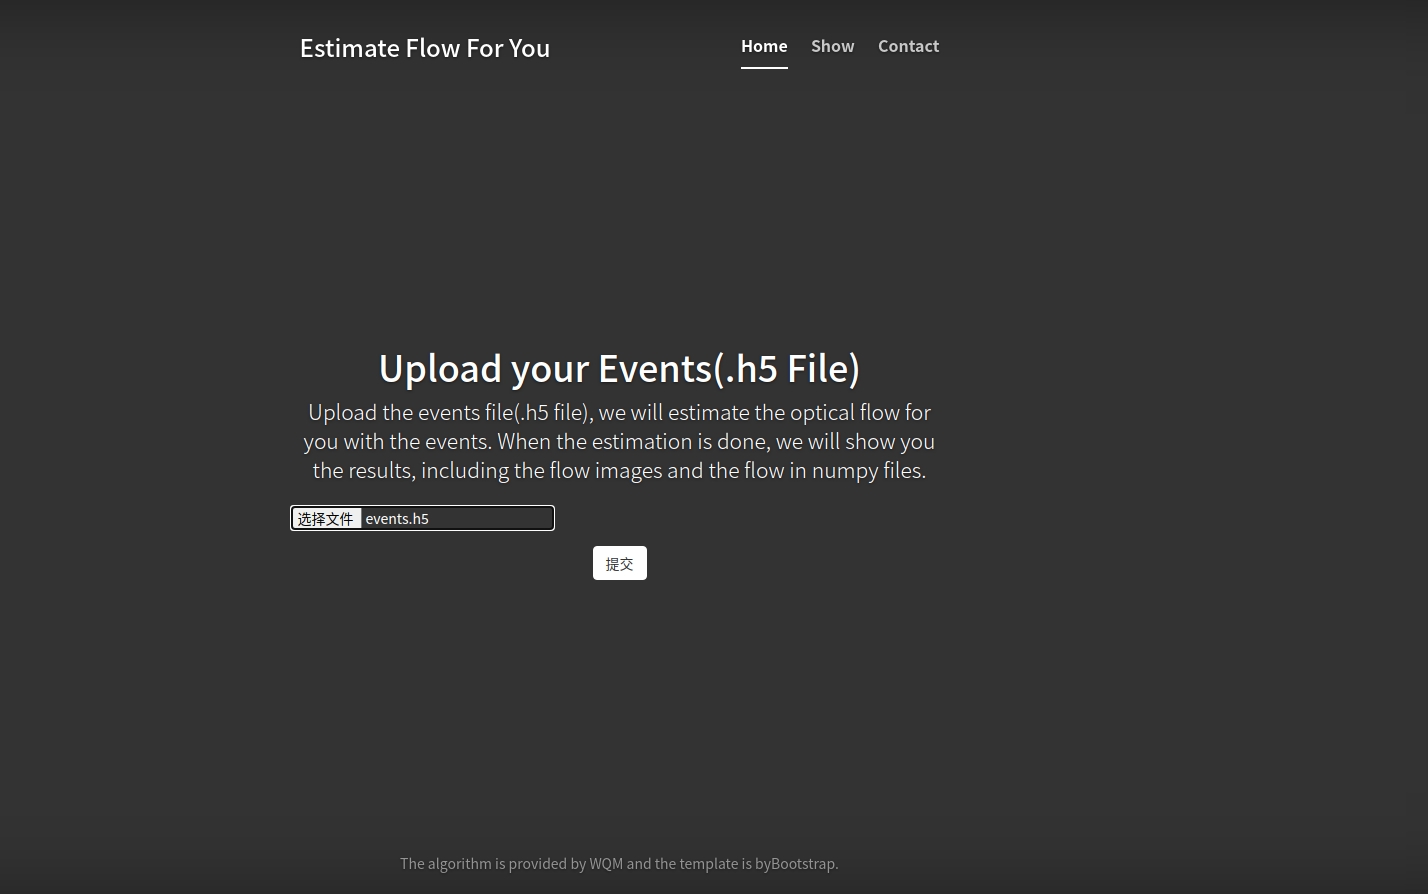 Estimate Flow For You
Home Show Contact
Upload your Events(.h5 File)
Upload the events file(.h5 file), we will estimate the optical flow for
you with the events. When the estimation is done, we will show you
the results, including the flow images and the flow in numpy files.
选择文件 events.h5
提交
The algorithm is provided by WQM and the template is byBootstrap.